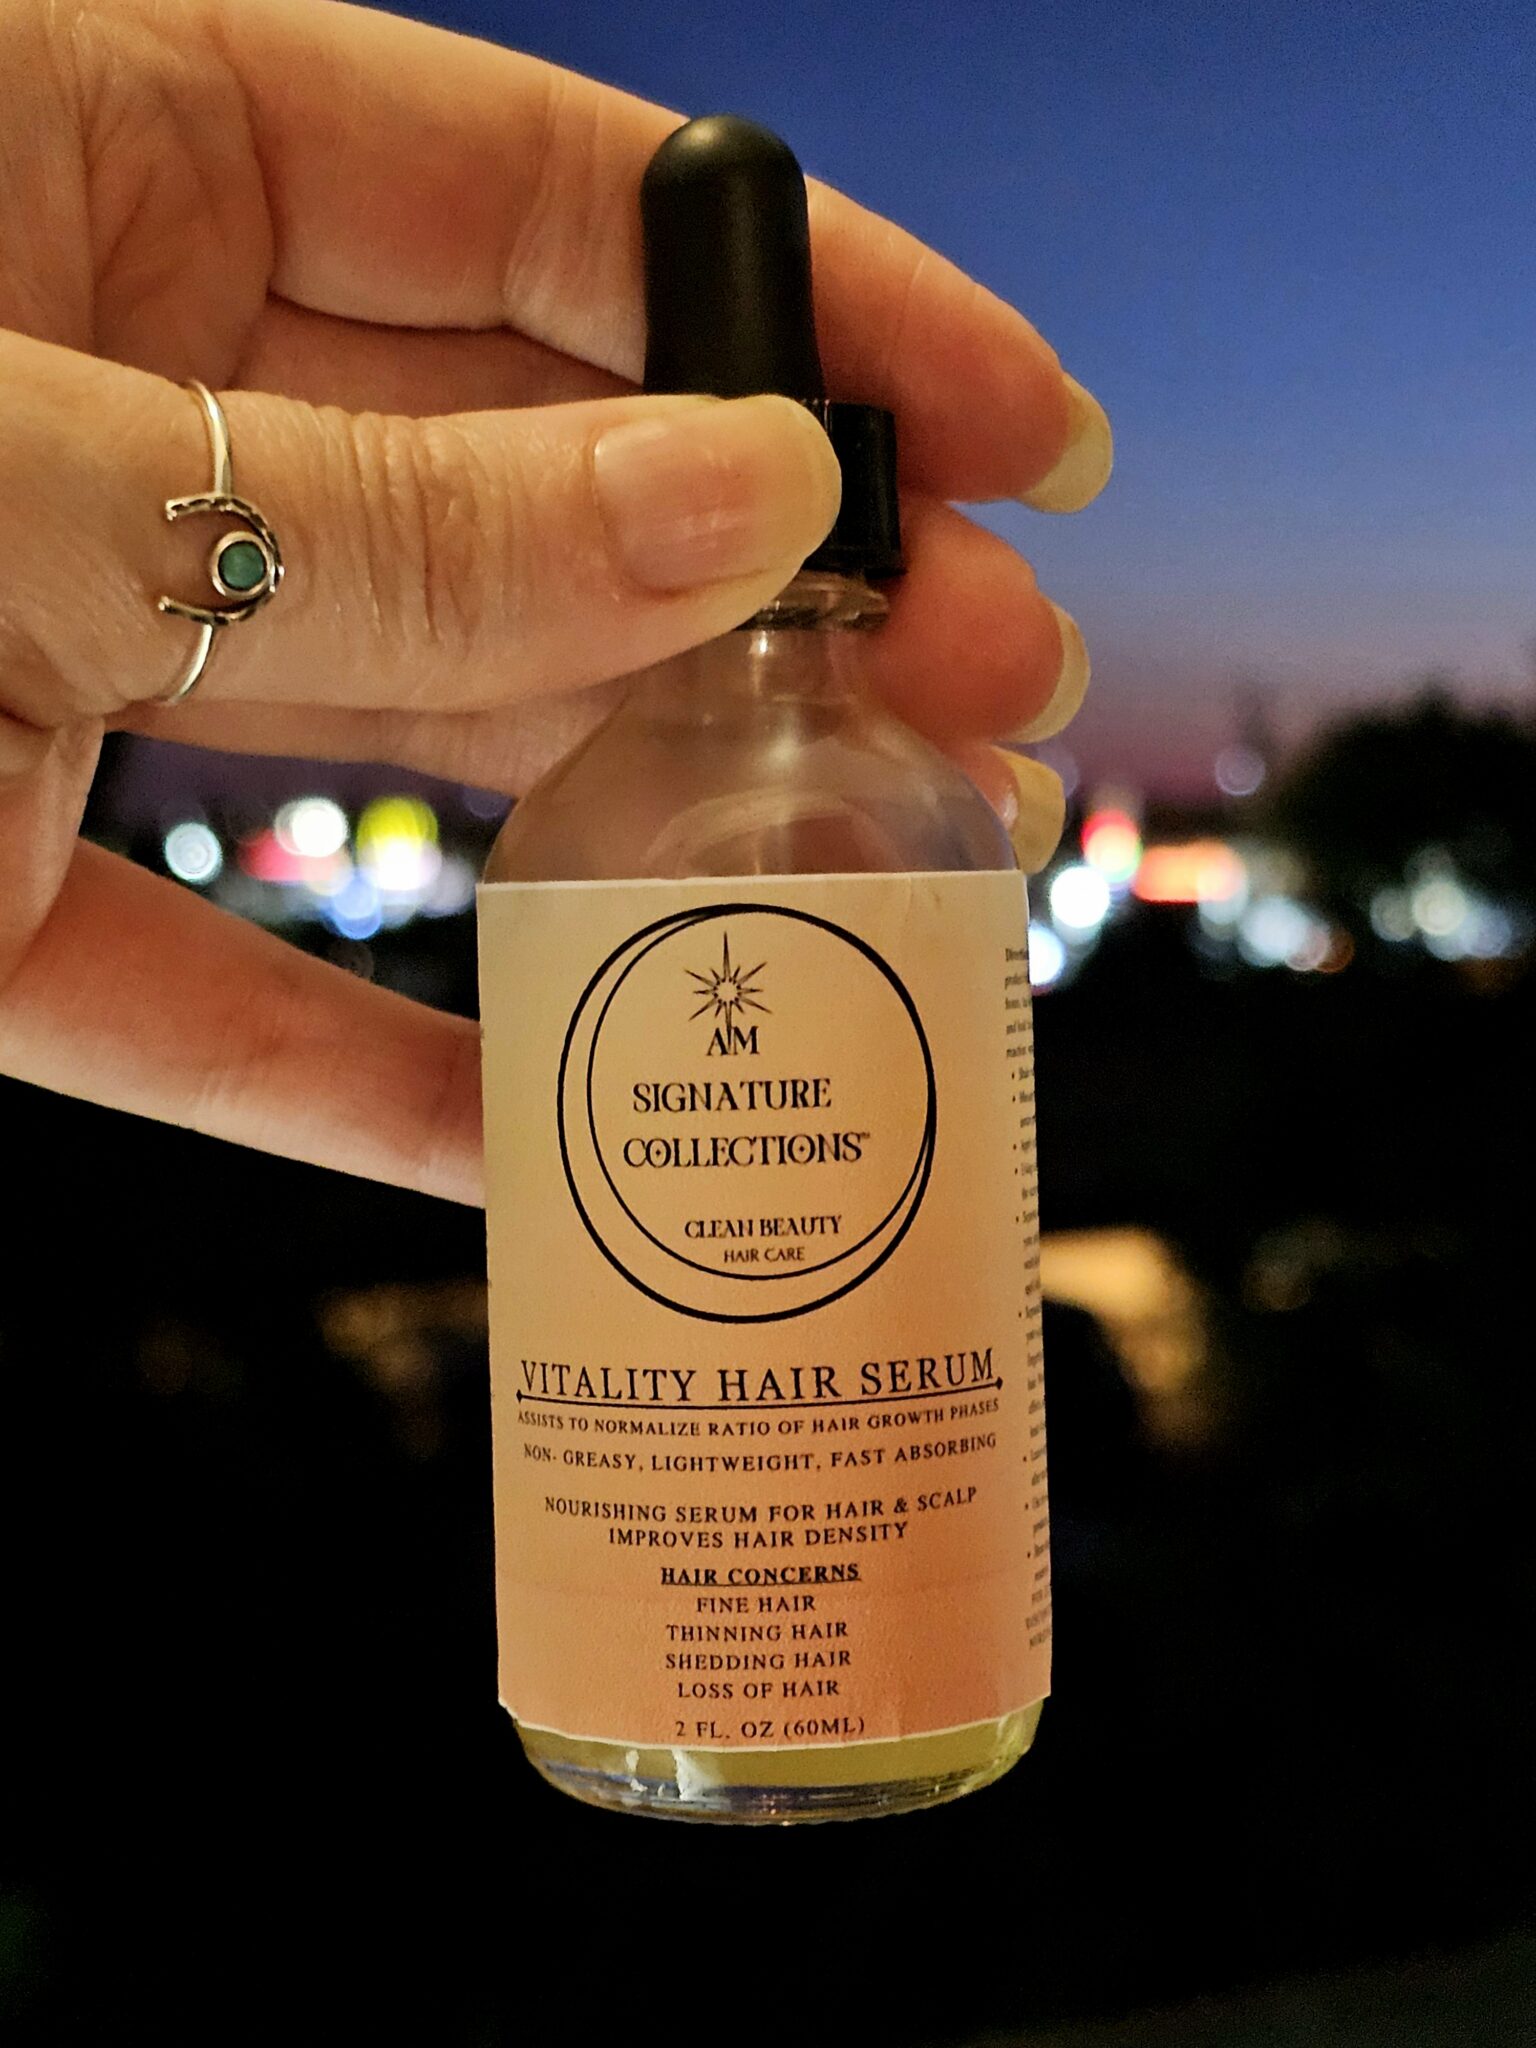 AM
SIGNATURE
COLLECTIONS™
CLEAN BEAUTY
HAIR CARE
VITALITY HAIR SERUM
ASSISTS TO NORMALIZE RATIO OF HAIR GROWTH PHASES
NON- GREASY, LIGHTWEIGHT, FAST ABSORBING
NOURISHING SERUM FOR HAIR & SCALP
IMPROVES HAIR DENSITY
HAIR CONCERNS
FINE HAIR
THINNING HAIR
SHEDDING HAIR
LOSS OF HAIR
2 FL. OZ (60ML)